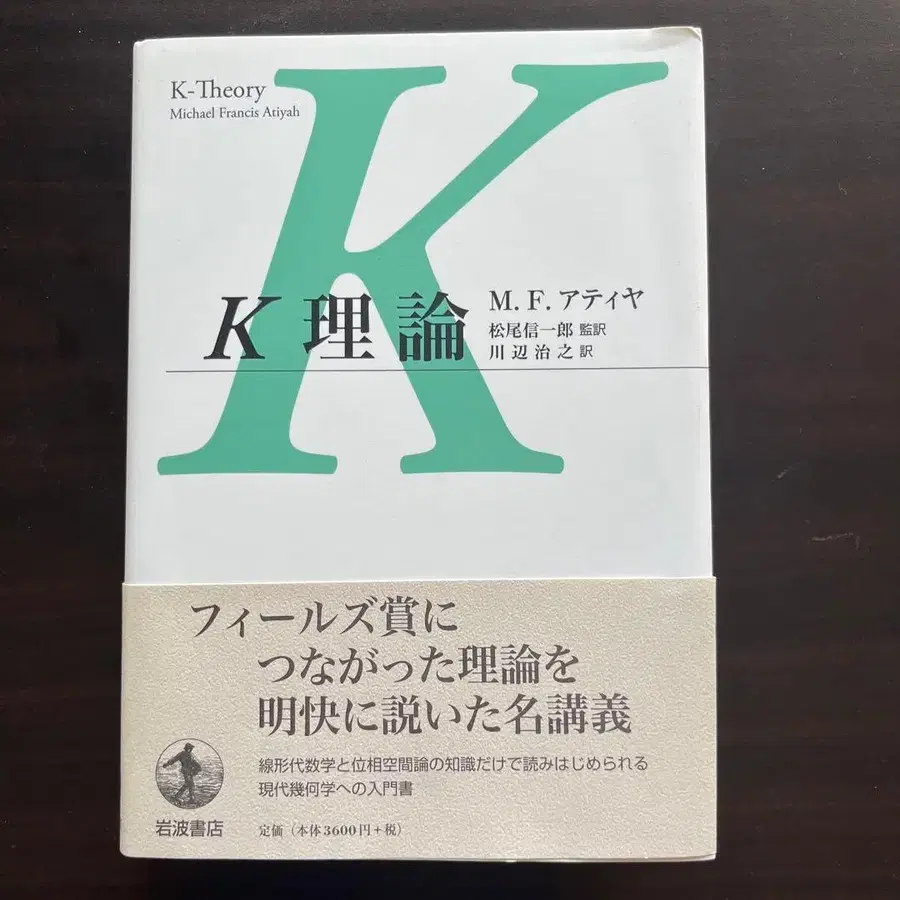 K-Theory
Michael Francis Atiyah
K
K理論
M. F. アティヤ
松尾信一郎 監訳
川辺治之 訳
フィールズ賞に
つながった理論を
明快に説いた名講義
線形代数学と位相空間論の知識だけで読みはじめられる
現代幾何学への入門書
岩波書店
定価（本体3600円+税）